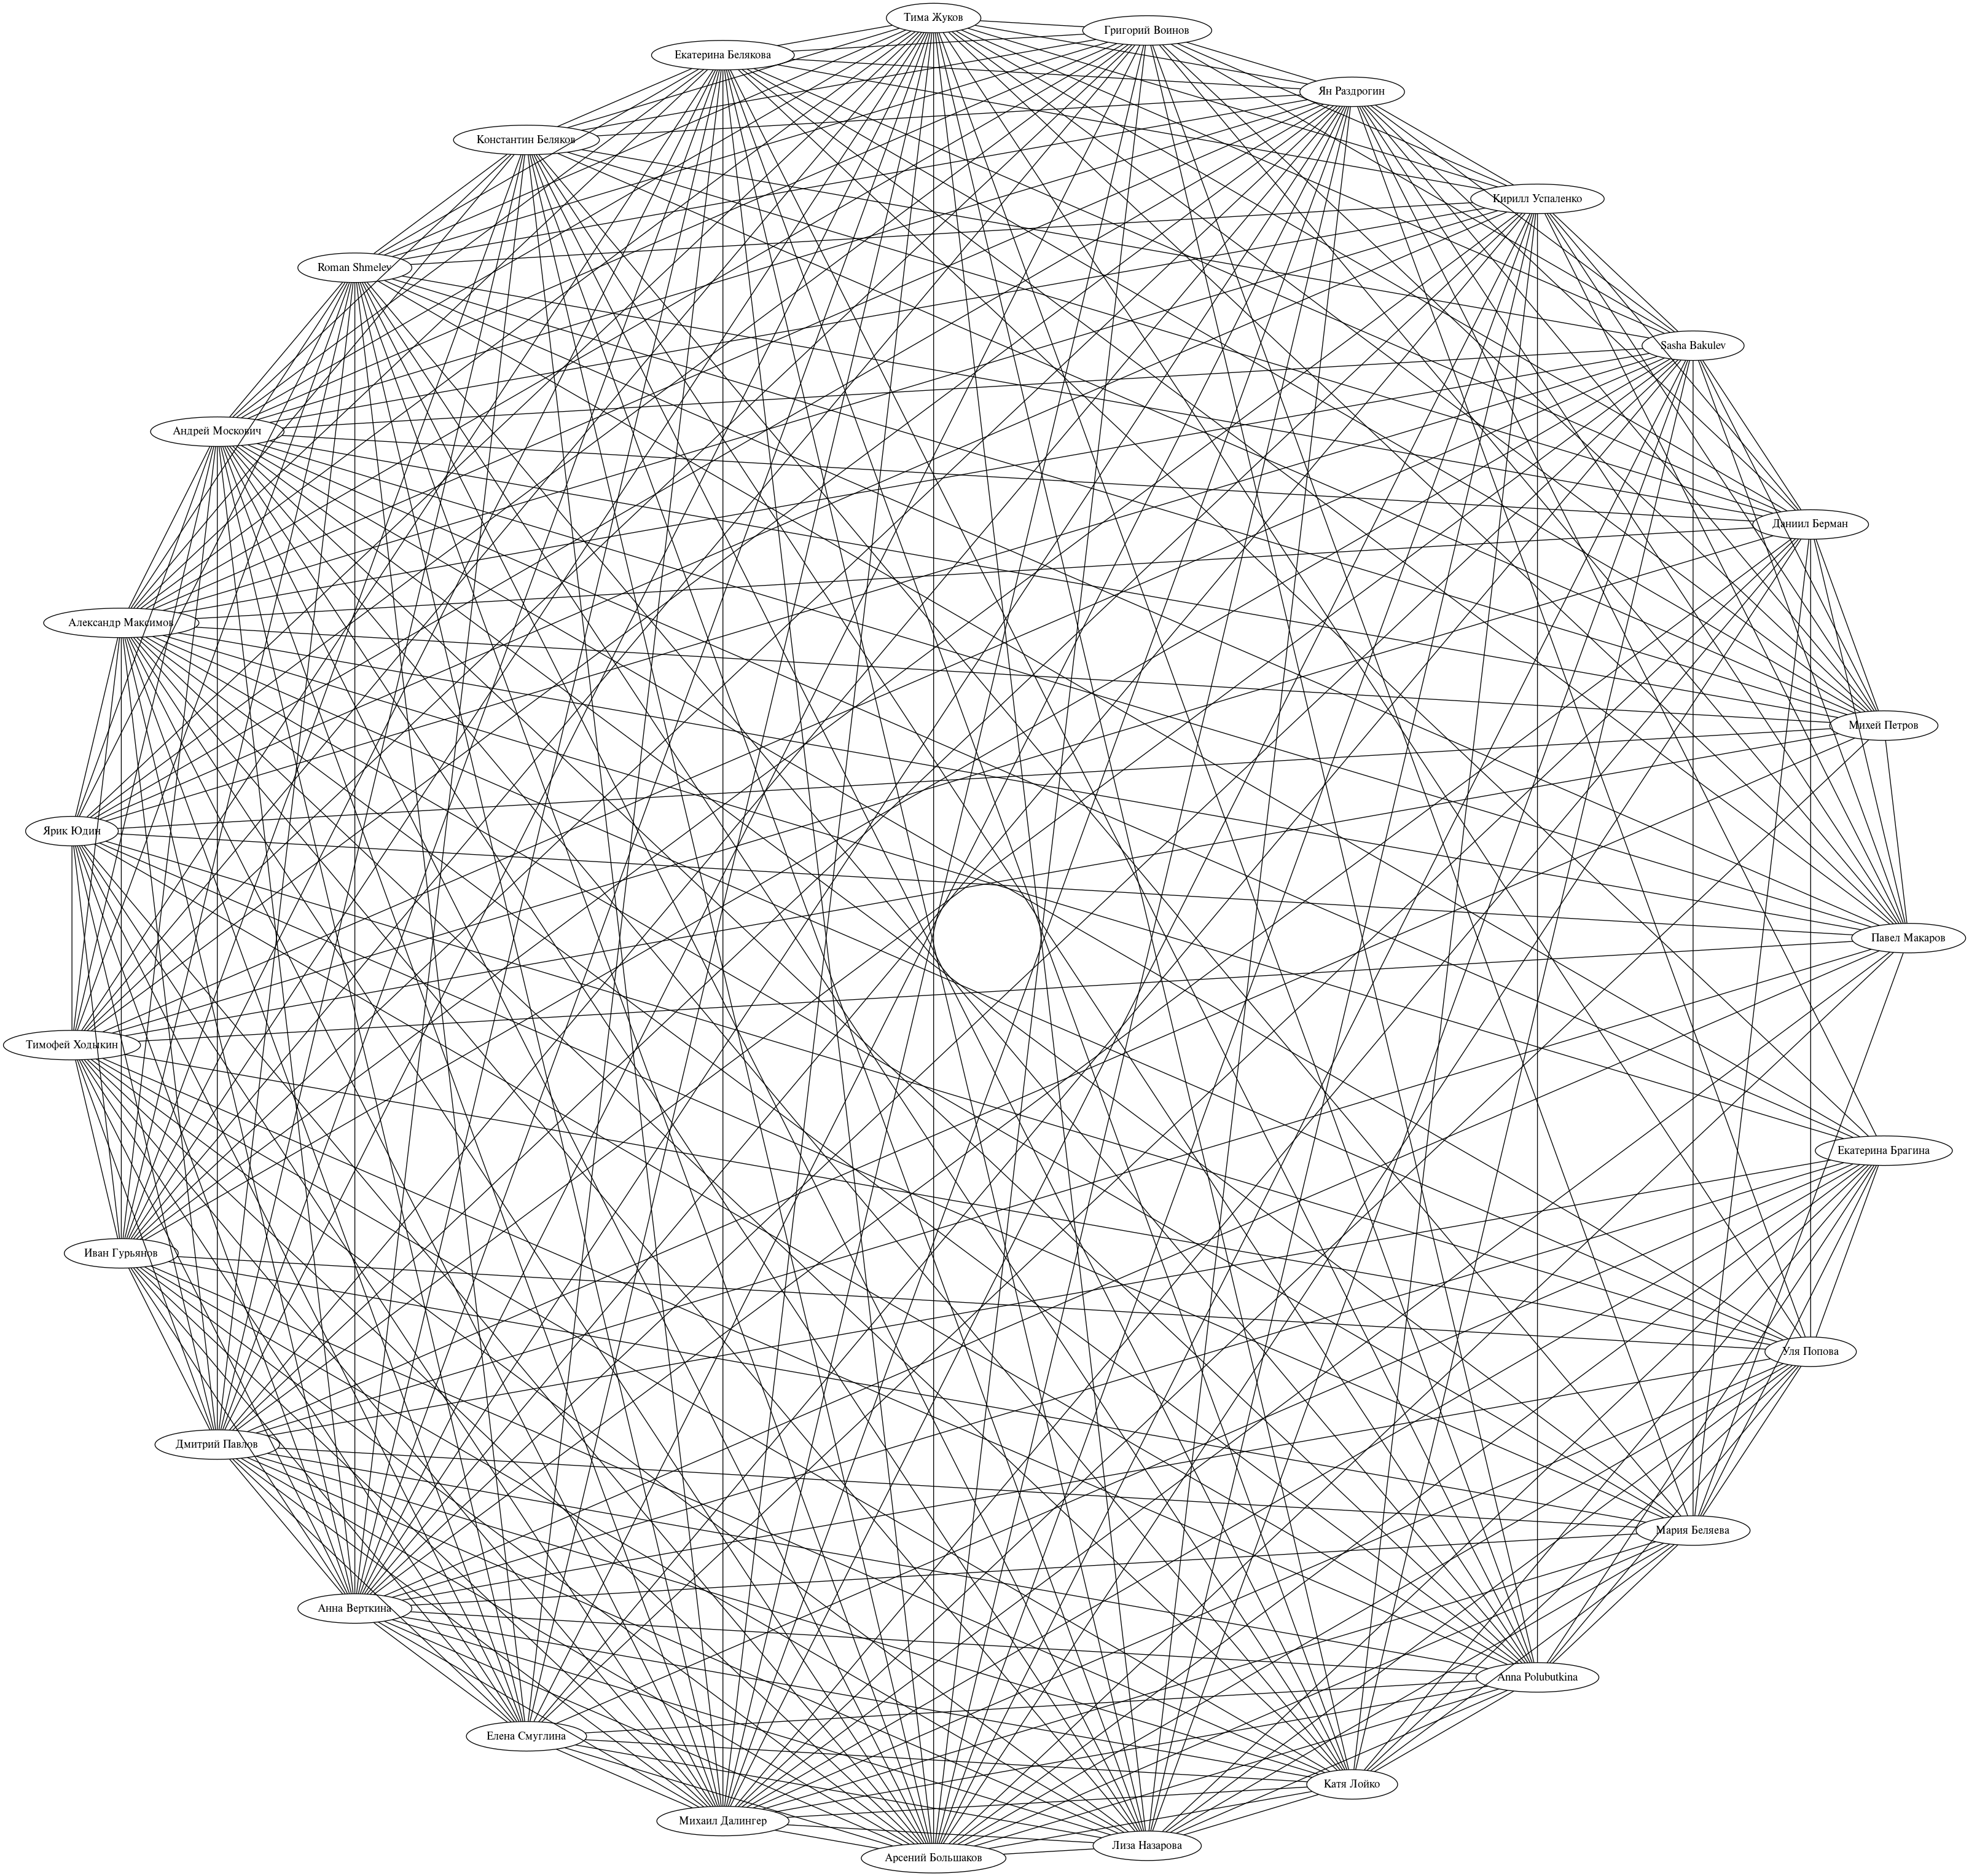 Тима Жуков
Григорий Воинов
Екатерина Белякова
Ян Раздрогин
Константин Беляков
Кирилл Успаленко
Roman Shmelev
Sasha Bakulev
Андрей Москович
Даниил Берман
Александр Максимов
Михей Петров
Ярик Юдин
Павел Макаров
Тимофей Ходыкин
Екатерина Брагина
Иван Гурьянов
Уля Попова
Дмитрий Павлов
Мария Беляева
Анна Верткина
Anna Polubutkina
Елена Смуглина
Катя Лойко
Михаил Далингер
Лиза Назарова
Арсений Большаков